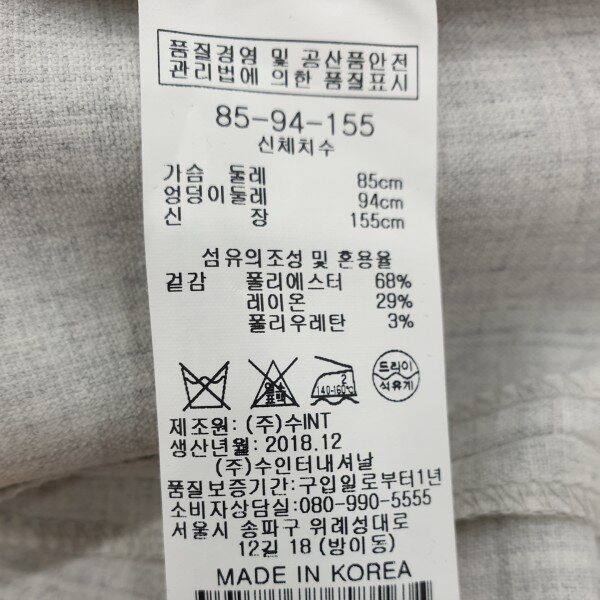 품질경영 및 공산품안전
관리법에 의한 품질표시
85-94-155
신체치수
가슴 둘레 85cm
엉덩이둘레 94cm
신 장 155cm
섬유의조성 및 혼용율
겉감 폴리에스터 68%
레이온 29%
폴리우레탄 3%
2
140-160℃
드라이
석유계
제조원: (주)수INT
생산년월: 2018.12
(주)수인터내셔날
품질보증기간: 구입일로부터1년
소비자상담실: 080-990-5555
서울시 송파구 위례성대로
12길 18 (방이동)
MADE IN KOREA